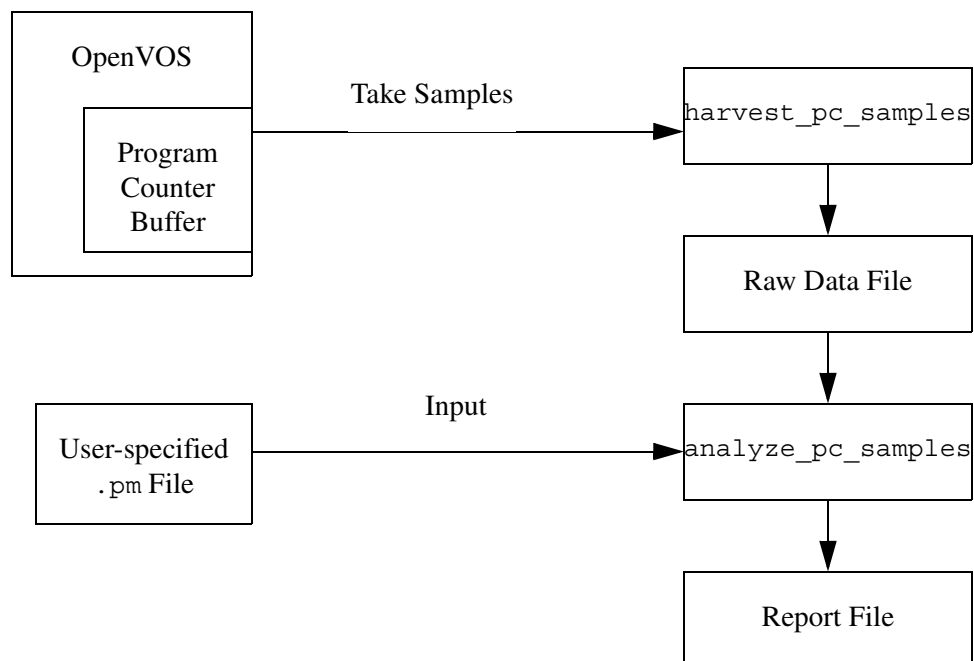 OpenVOS
Take Samples
harvest_pc_samples
Program
Counter
Buffer
Raw Data File
Input
User-specified
.pm File
analyze_pc_samples
Report File